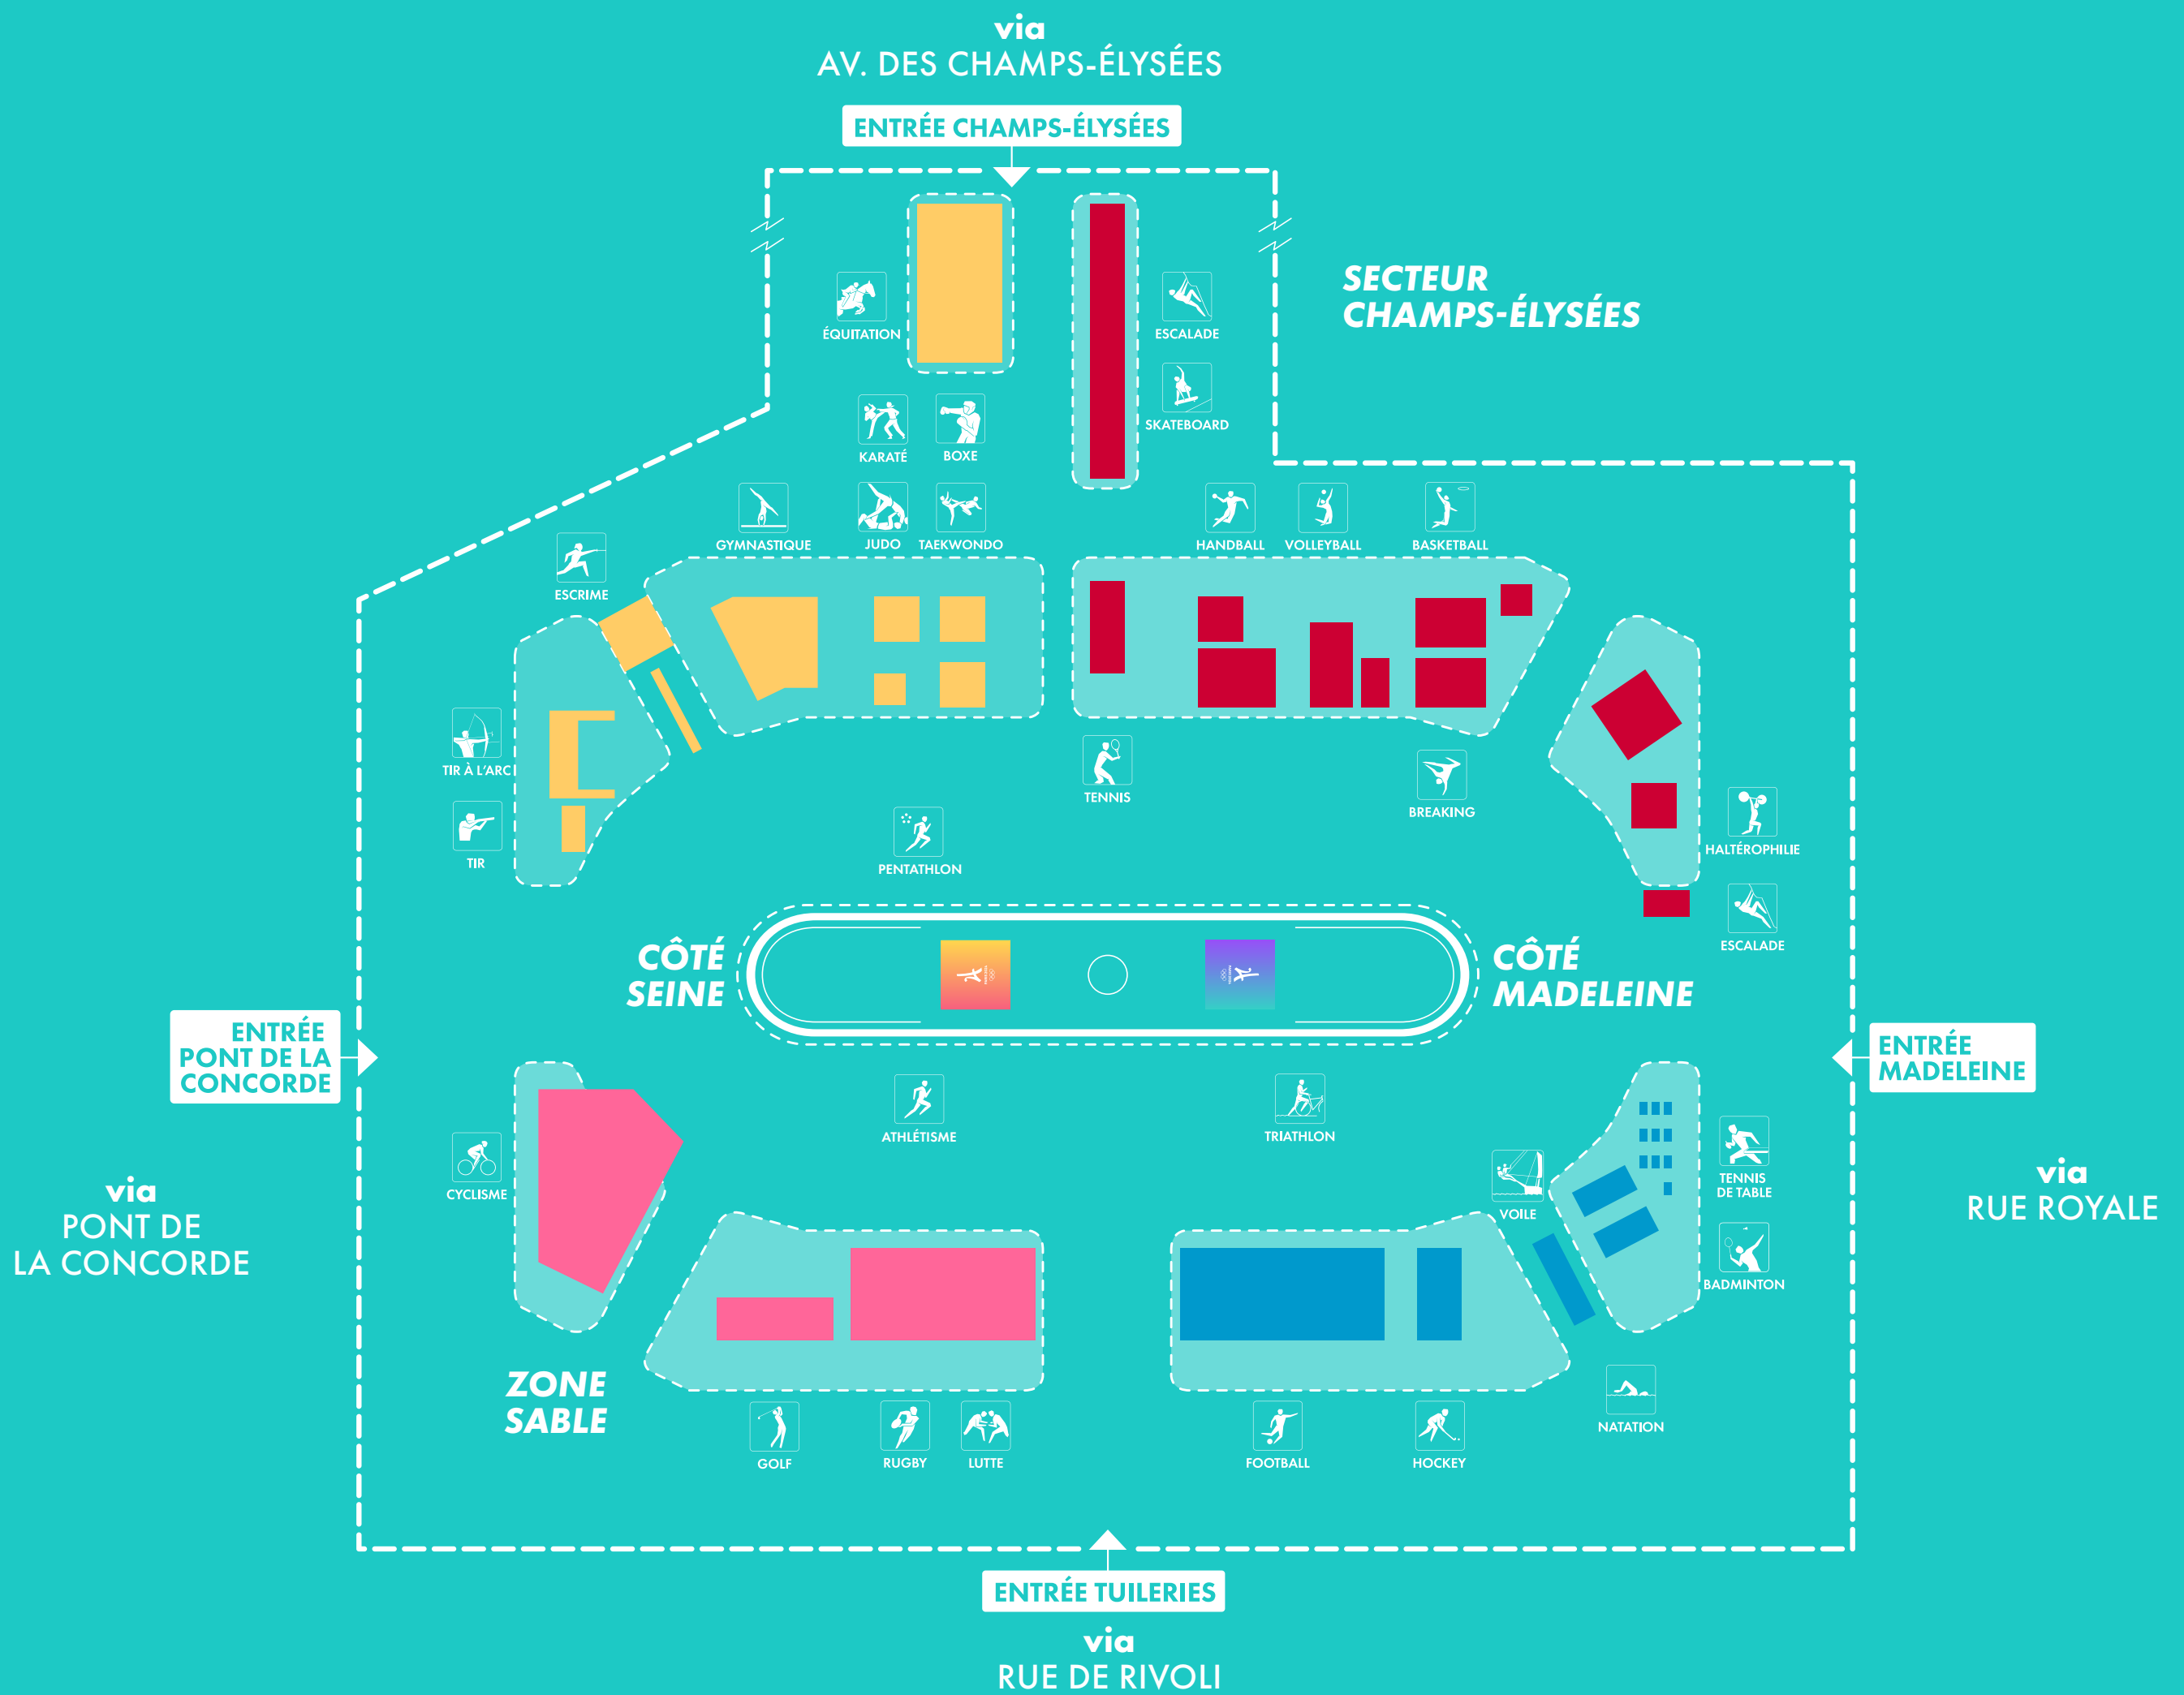 via
AV. DES CHAMPS-ÉLYSÉES
ENTRÉE CHAMPS-ÉLYSÉES
SECTEUR
CHAMPS-ÉLYSÉES
ÉQUITATION
ESCALADE
SKATEBOARD
KARATÉ
BOXE
GYMNASTIQUE
JUDO
TAEKWONDO
HANDBALL
VOLLEYBALL
BASKETBALL
ESCRIME
TIR À L'ARC
TIR
TENNIS
BREAKING
PENTATHLON
HALTÉROPHILIE
ESCALADE
CÔTÉ
SEINE
CÔTÉ
MADELEINE
ENTRÉE
PONT DE LA
CONCORDE
ENTRÉE
MADELEINE
via
PONT DE
LA CONCORDE
via
RUE ROYALE
CYCLISME
ATHLÉTISME
TRIATHLON
VOILE
TENNIS
DE TABLE
BADMINTON
ZONE
SABLE
GOLF
RUGBY
LUTTE
FOOTBALL
HOCKEY
NATATION
ENTRÉE TUILERIES
via
RUE DE RIVOLI